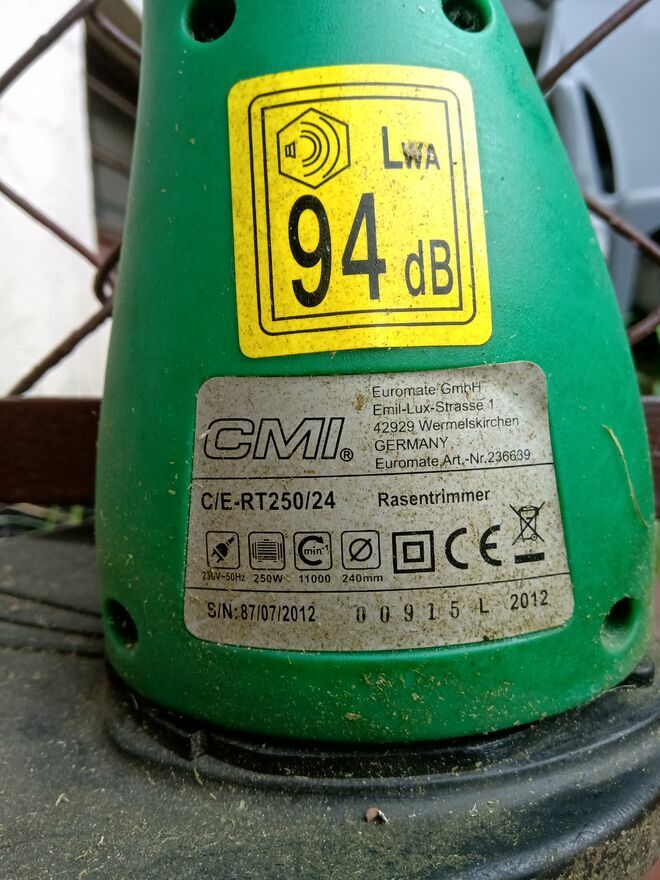 LWA
94 dB
CMI®
Euromate GmbH
Emil-Lux-Strasse 1
42929 Wermelskirchen
GERMANY
Euromate Art.-Nr.236639
C/E-RT250/24 Rasentrimmer
min-1
CE
230V~50Hz 250W 11000 240mm
S/N: 87/07/2012 00915 L 2012